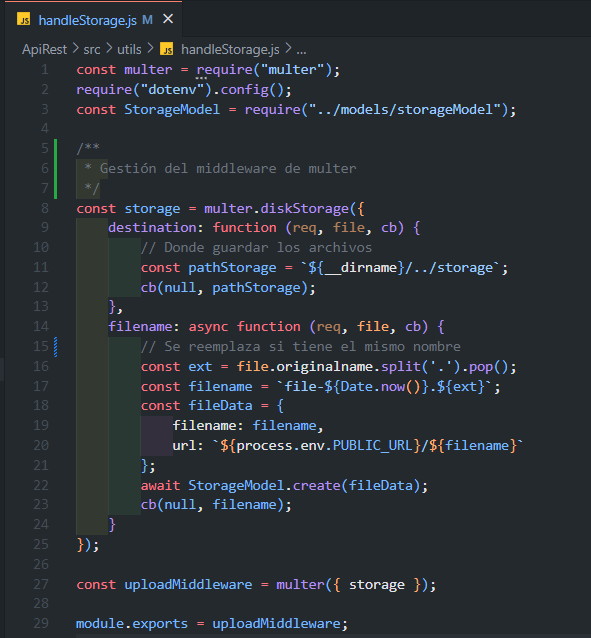 JS handleStorage.js M ×
ApiRest > src > utils > JS handleStorage.js > ...
1 const multer = require("multer");
2 require("dotenv").config();
3 const StorageModel = require("../models/storageModel");
4
5 /**
6  * Gestión del middleware de multer
7  */
8 const storage = multer.diskStorage({
9     destination: function (req, file, cb) {
10         // Donde guardar los archivos
11         const pathStorage = `${__dirname}/../storage`;
12         cb(null, pathStorage);
13     },
14     filename: async function (req, file, cb) {
15         // Se reemplaza si tiene el mismo nombre
16         const ext = file.originalname.split('.').pop();
17         const filename = `file-${Date.now()}.${ext}`;
18         const fileData = {
19             filename: filename,
20             url: `${process.env.PUBLIC_URL}/${filename}`
21         };
22         await StorageModel.create(fileData);
23         cb(null, filename);
24     }
25 });
26
27 const uploadMiddleware = multer({ storage });
28
29 module.exports = uploadMiddleware;